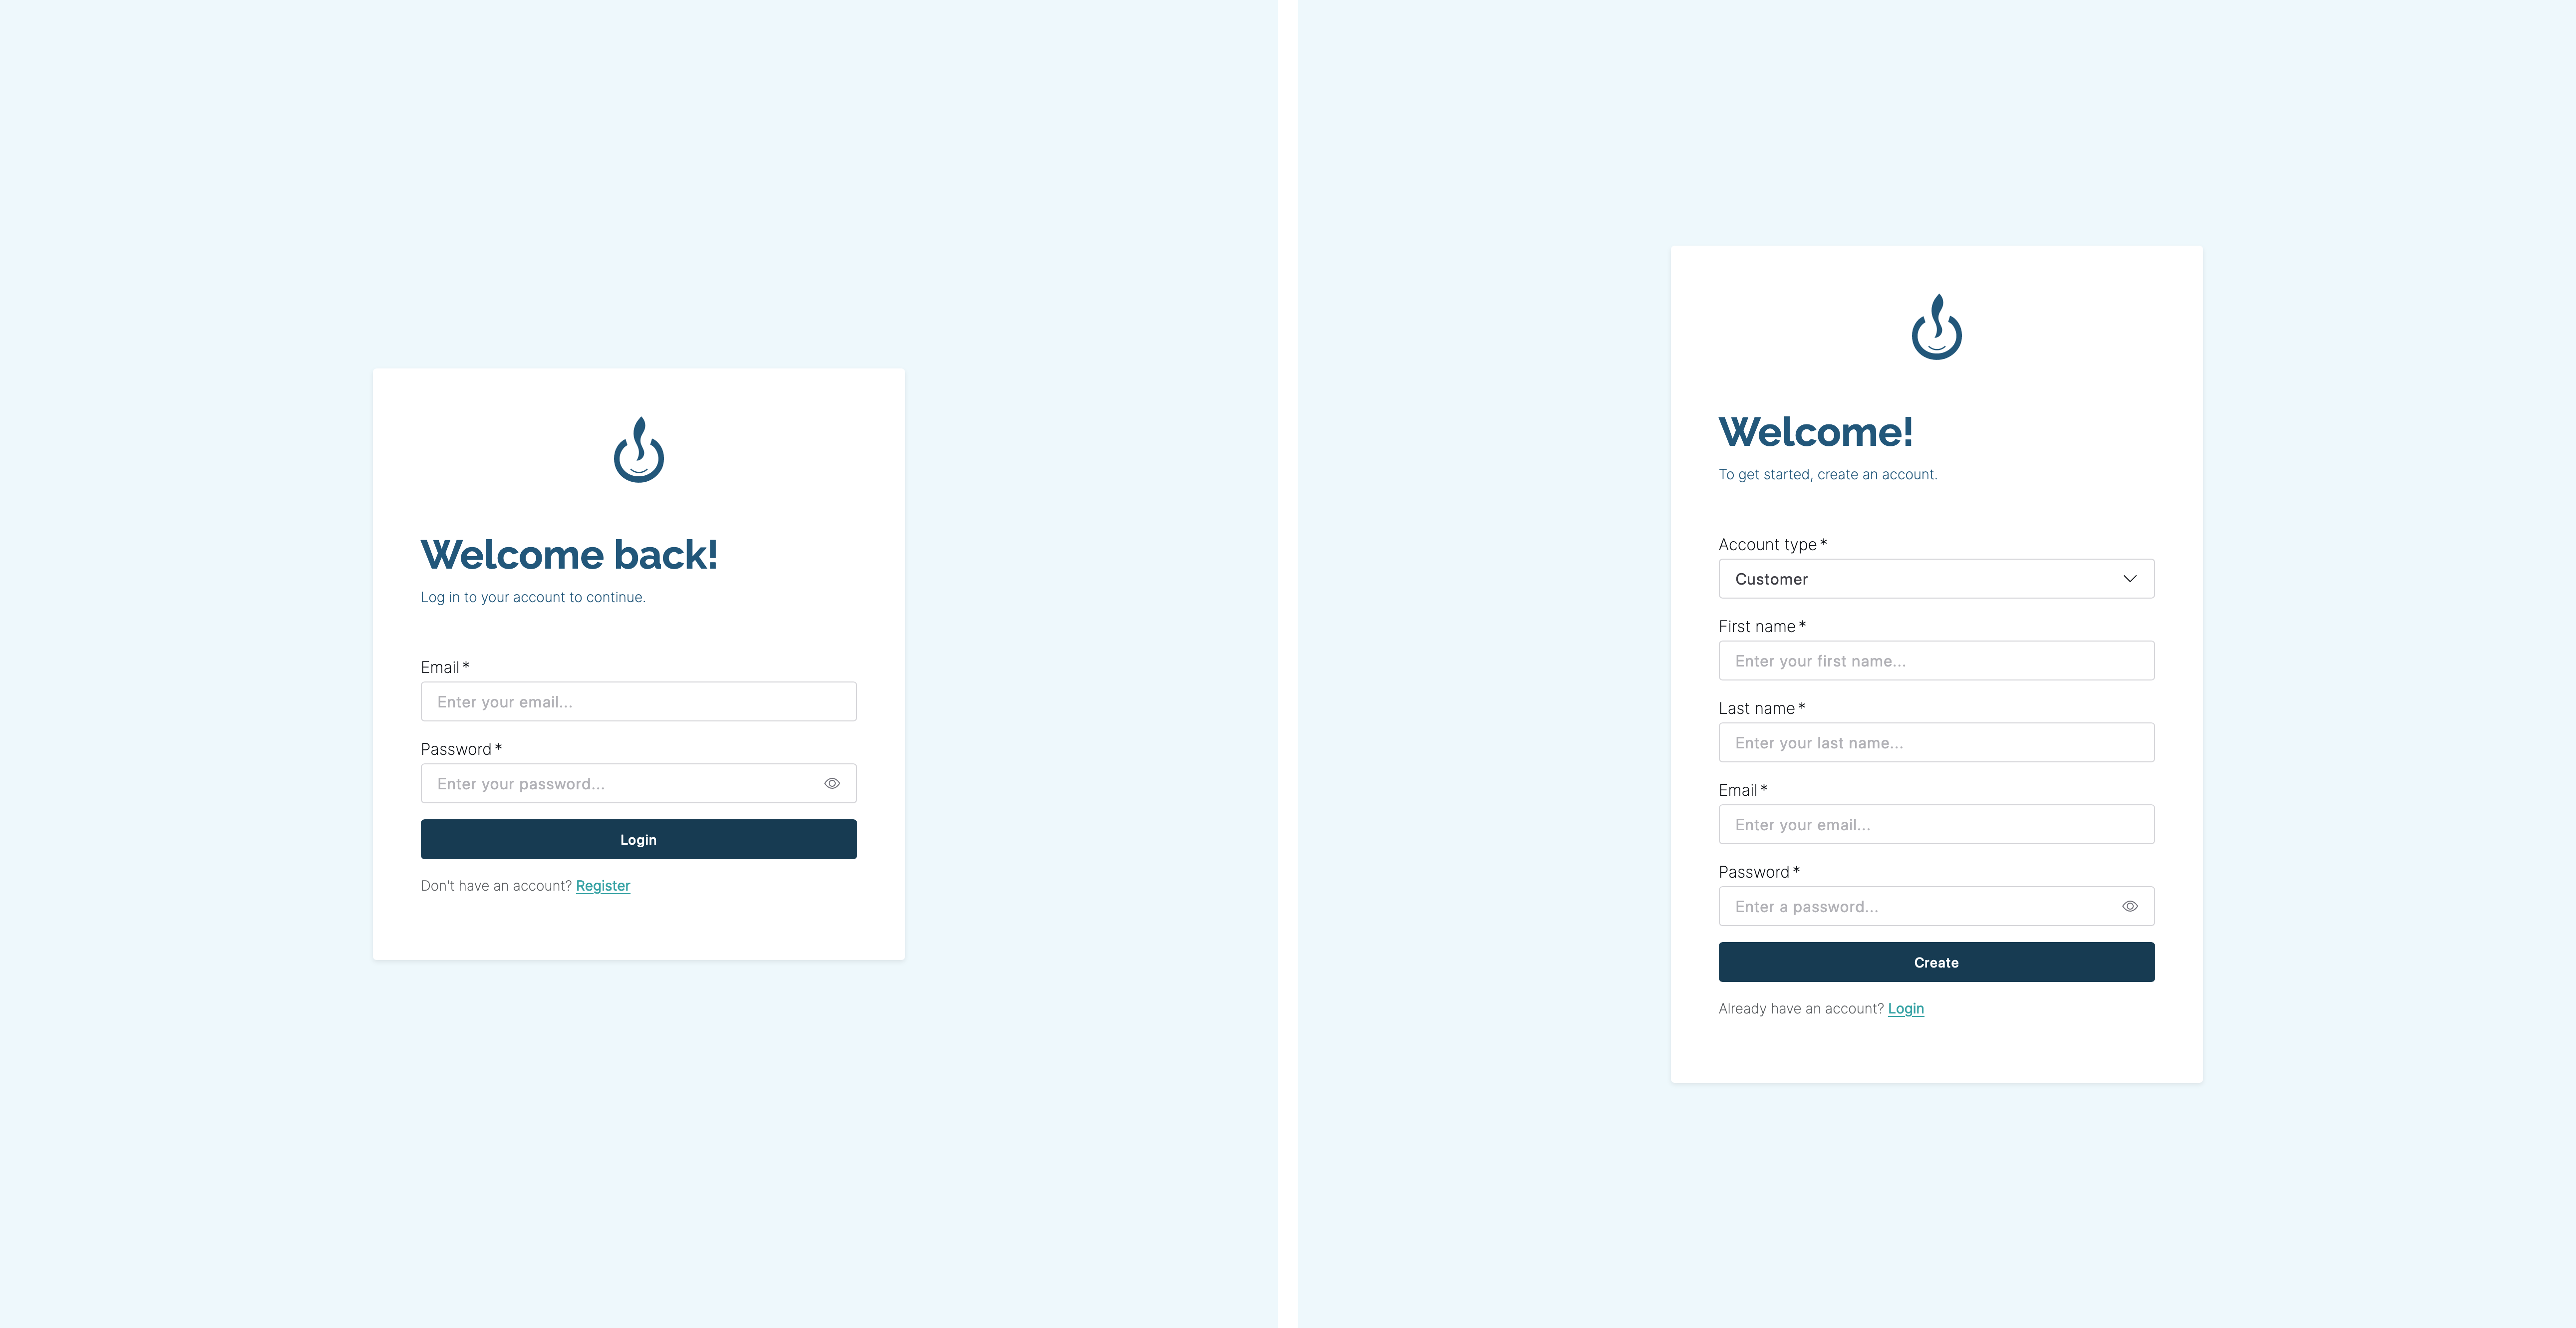 Welcome back!
Log in to your account to continue.
Email *
Enter your email...
Password *
Enter your password...
Login
Don't have an account? Register
Welcome!
To get started, create an account.
Account type *
Customer
First name *
Enter your first name...
Last name *
Enter your last name...
Email *
Enter your email...
Password *
Enter a password...
Create
Already have an account? Login